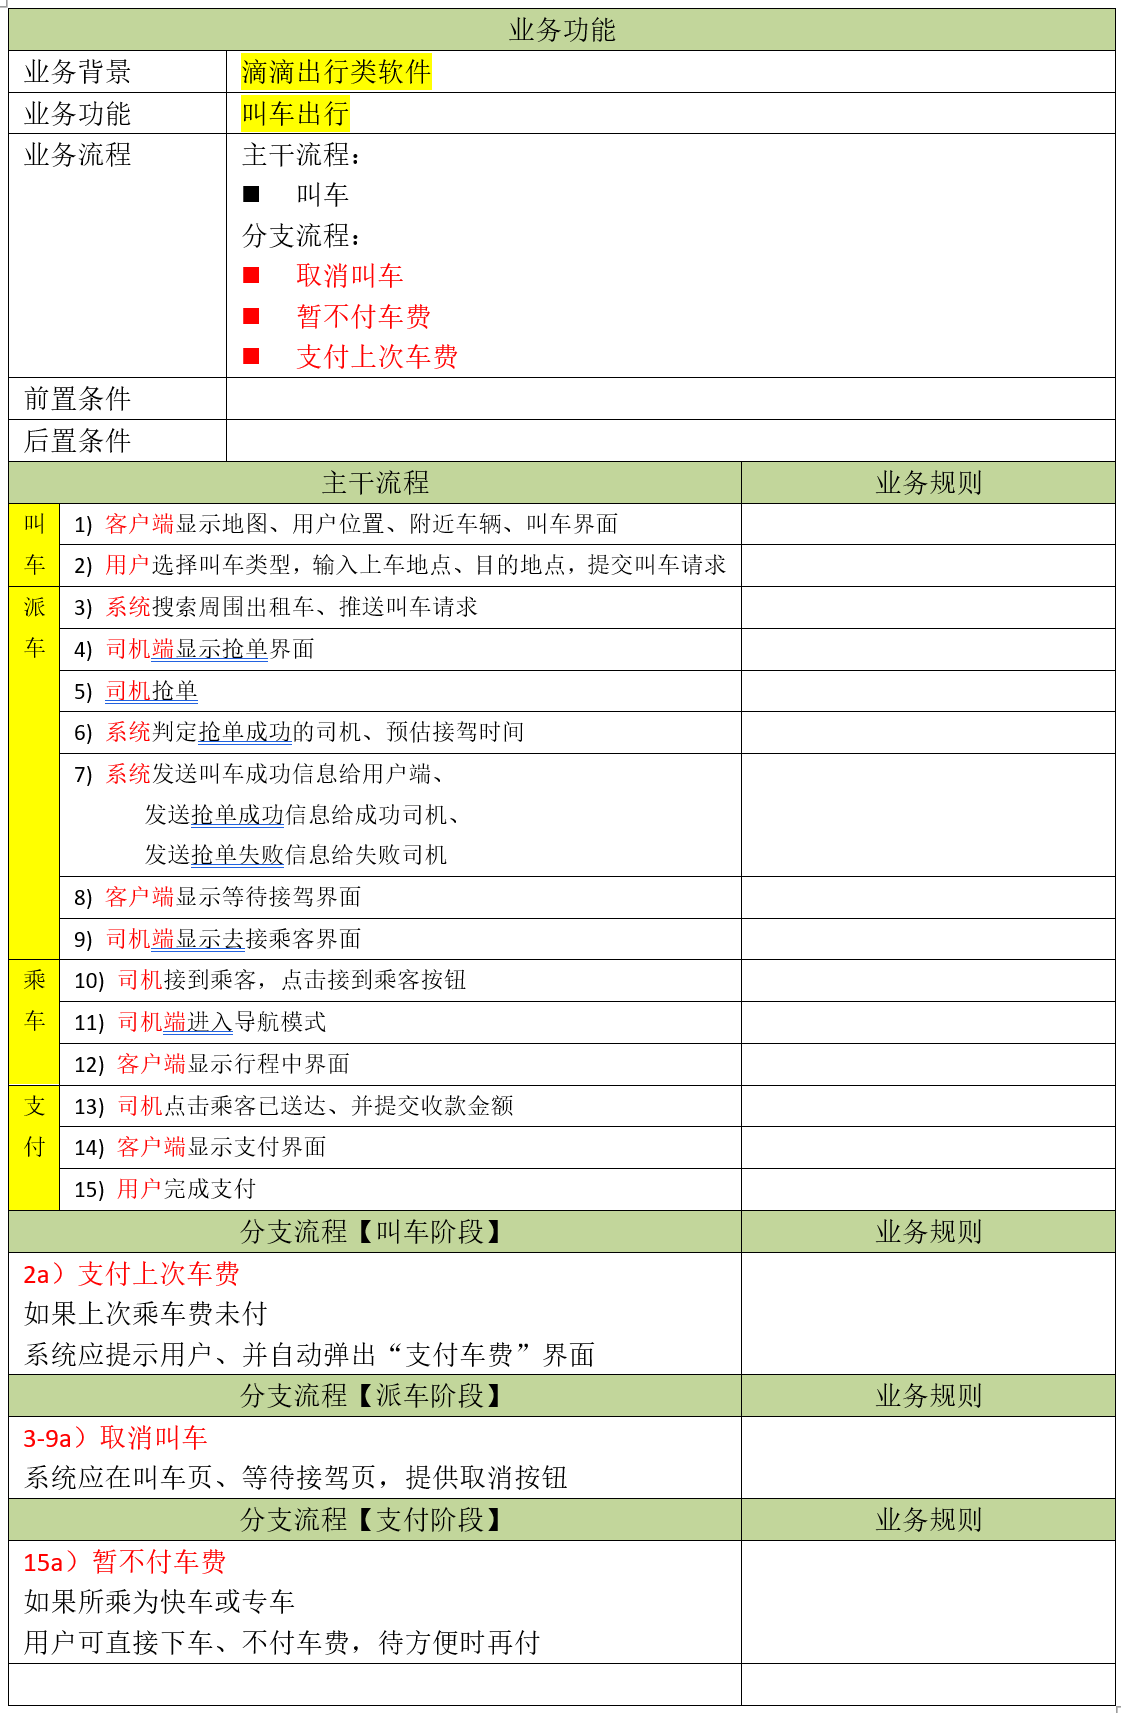 业务功能
业务背景 滴滴出行类软件
业务功能 叫车出行
业务流程 主干流程：
■ 叫车
分支流程：
■ 取消叫车
■ 暂不付车费
■ 支付上次车费
前置条件
后置条件
主干流程 业务规则
叫车
1) 客户端显示地图、用户位置、附近车辆、叫车界面
2) 用户选择叫车类型，输入上车地点、目的地点，提交叫车请求
派车
3) 系统搜索周围出租车、推送叫车请求
4) 司机端显示抢单界面
5) 司机抢单
6) 系统判定抢单成功的司机、预估接驾时间
7) 系统发送叫车成功信息给用户端、
发送抢单成功信息给成功司机、
发送抢单失败信息给失败司机
8) 客户端显示等待接驾界面
9) 司机端显示去接乘客界面
乘车
10) 司机接到乘客，点击接到乘客按钮
11) 司机端进入导航模式
12) 客户端显示行程中界面
支付
13) 司机点击乘客已送达、并提交收款金额
14) 客户端显示支付界面
15) 用户完成支付
分支流程【叫车阶段】 业务规则
2a）支付上次车费
如果上次乘车费未付
系统应提示用户、并自动弹出“支付车费”界面
分支流程【派车阶段】 业务规则
3-9a）取消叫车
系统应在叫车页、等待接驾页，提供取消按钮
分支流程【支付阶段】 业务规则
15a）暂不付车费
如果所乘为快车或专车
用户可直接下车、不付车费，待方便时再付